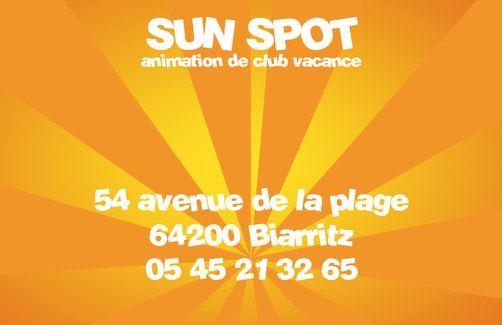 SUN SPOT
animation de club vacance
54 avenue de la plage
64200 Biarritz
05 45 21 32 65